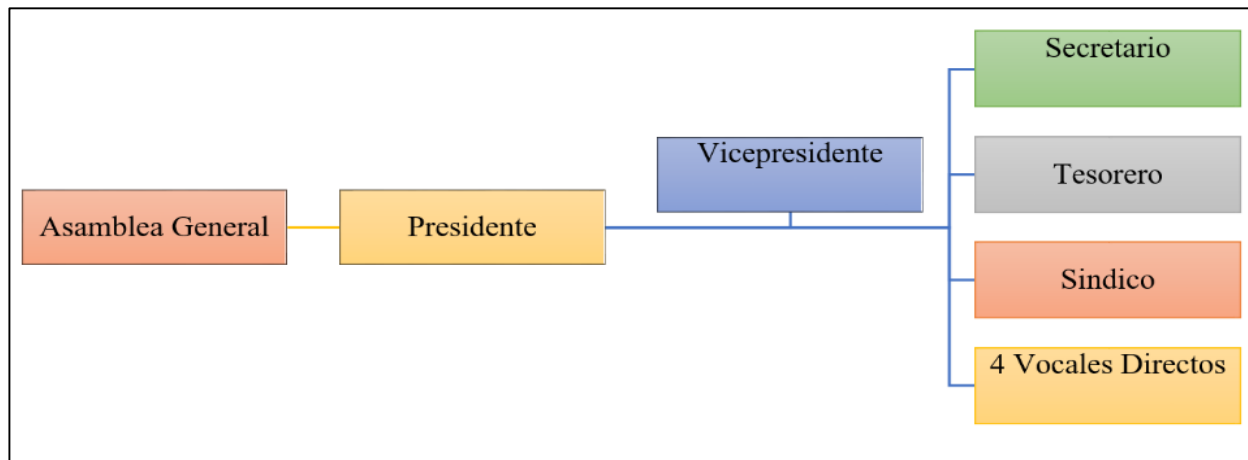 Asamblea General
Presidente
Vicepresidente
Secretario
Tesorero
Sindico
4 Vocales Directos